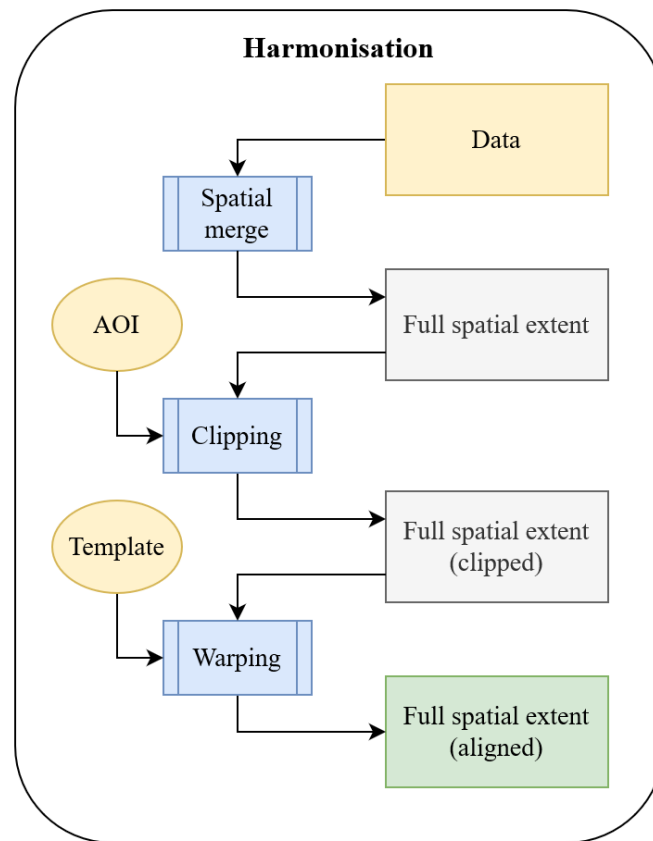 Harmonisation
Data
Spatial
merge
AOI
Full spatial extent
Clipping
Template
Full spatial extent
(clipped)
Warping
Full spatial extent
(aligned)